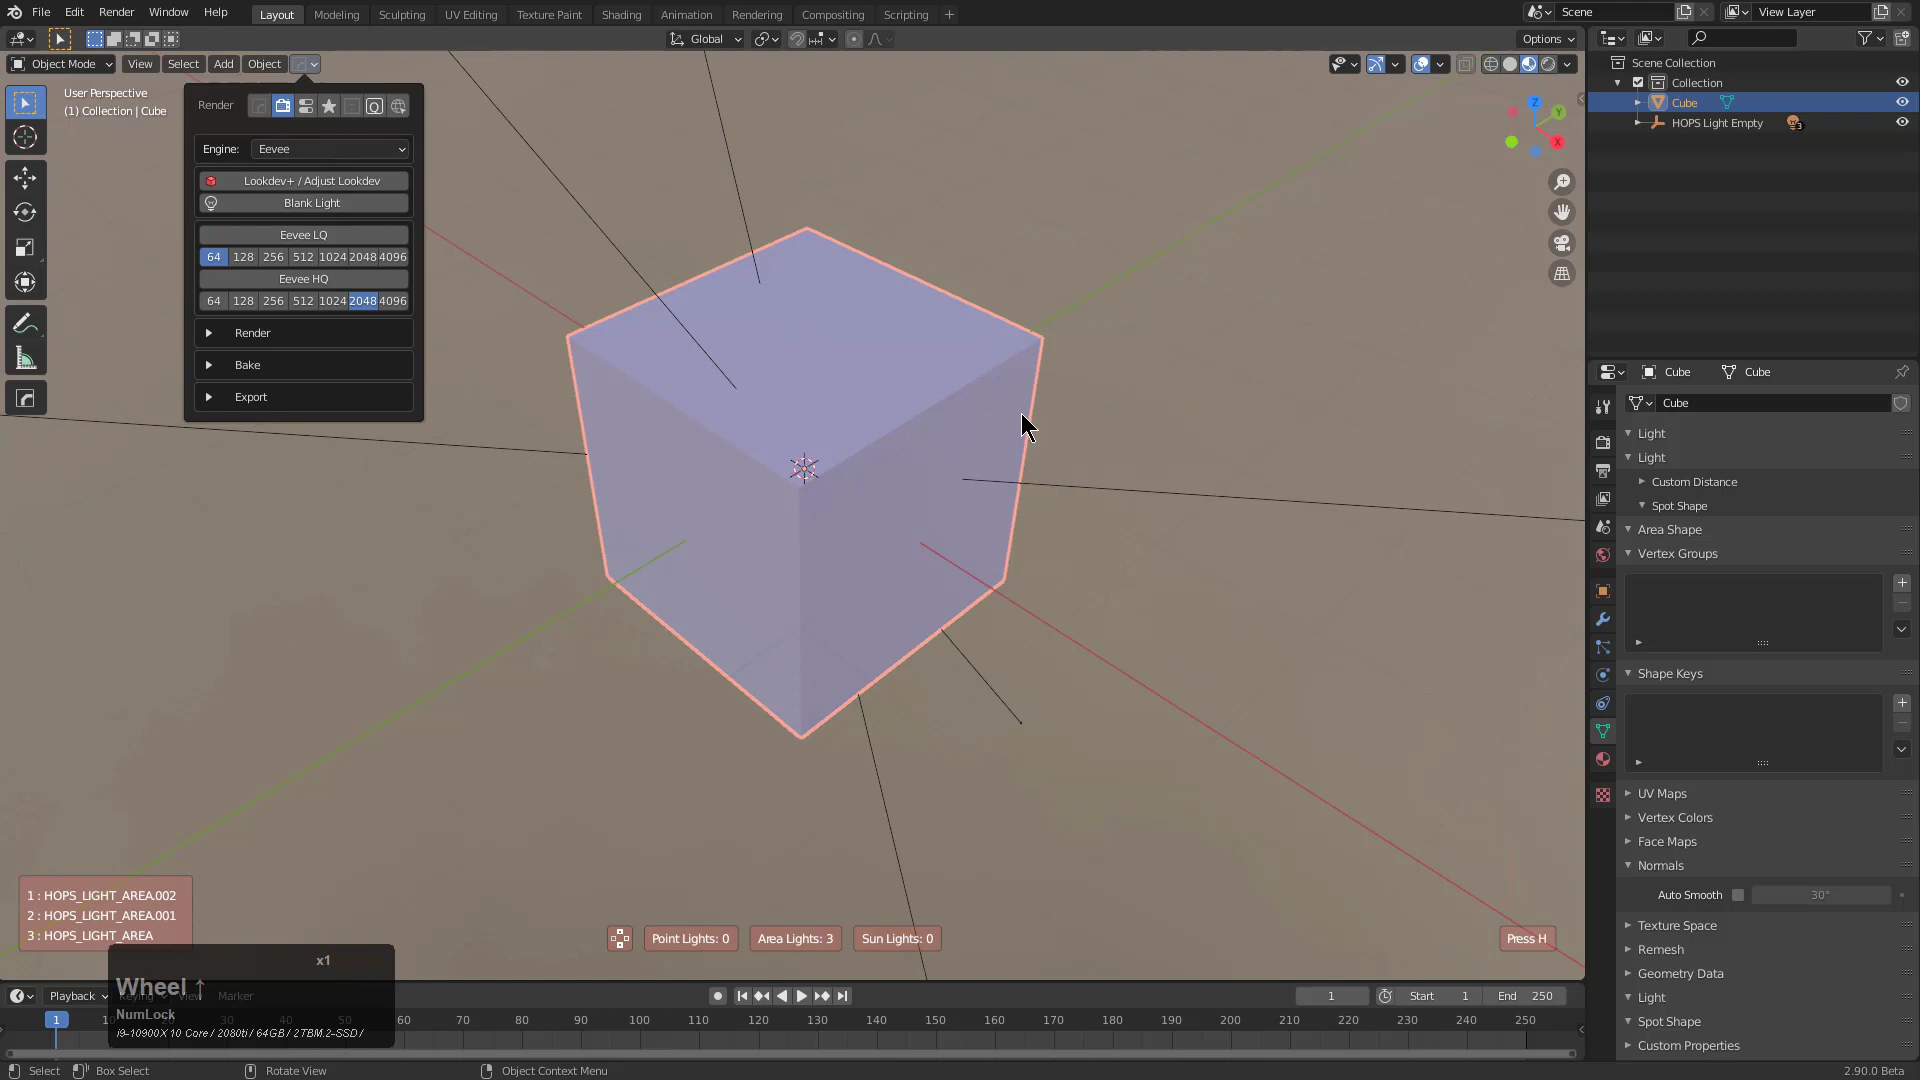 File Edit Render Window Help
Layout Modeling Sculpting UV Editing Texture Paint Shading Animation Rendering Compositing Scripting +
Scene
View Layer
Global
Options
Object Mode View Select Add Object
User Perspective
(1) Collection | Cube
Render
Engine: Eevee
Lookdev+ / Adjust Lookdev
Blank Light
Eevee LQ
64 128 256 512 1024 2048 4096
Eevee HQ
64 128 256 512 1024 2048 4096
Render
Bake
Export
Z
Y
X
Scene Collection
Collection
Cube
HOPS Light Empty 3
Cube Cube
Cube
Light
Light
Custom Distance
Spot Shape
Area Shape
Vertex Groups
Shape Keys
UV Maps
Vertex Colors
Face Maps
Normals
Auto Smooth 30°
Texture Space
Remesh
Geometry Data
Light
Spot Shape
Custom Properties
1 : HOPS_LIGHT_AREA.002
2 : HOPS_LIGHT_AREA.001
3 : HOPS_LIGHT_AREA
Point Lights: 0 Area Lights: 3 Sun Lights: 0
Press H
x1
Wheel ↑
NumLock
i9-10900X 10 Core / 2080ti / 64GB / 2TBM.2-SSD /
Playback Keying View Marker
1 Start 1 End 250
1 10 20 30 40 50 60 70 80 90 100 110 120 130 140 150 160 170 180 190 200 210 220 230 240 250
Select Box Select Rotate View Object Context Menu
2.90.0 Beta